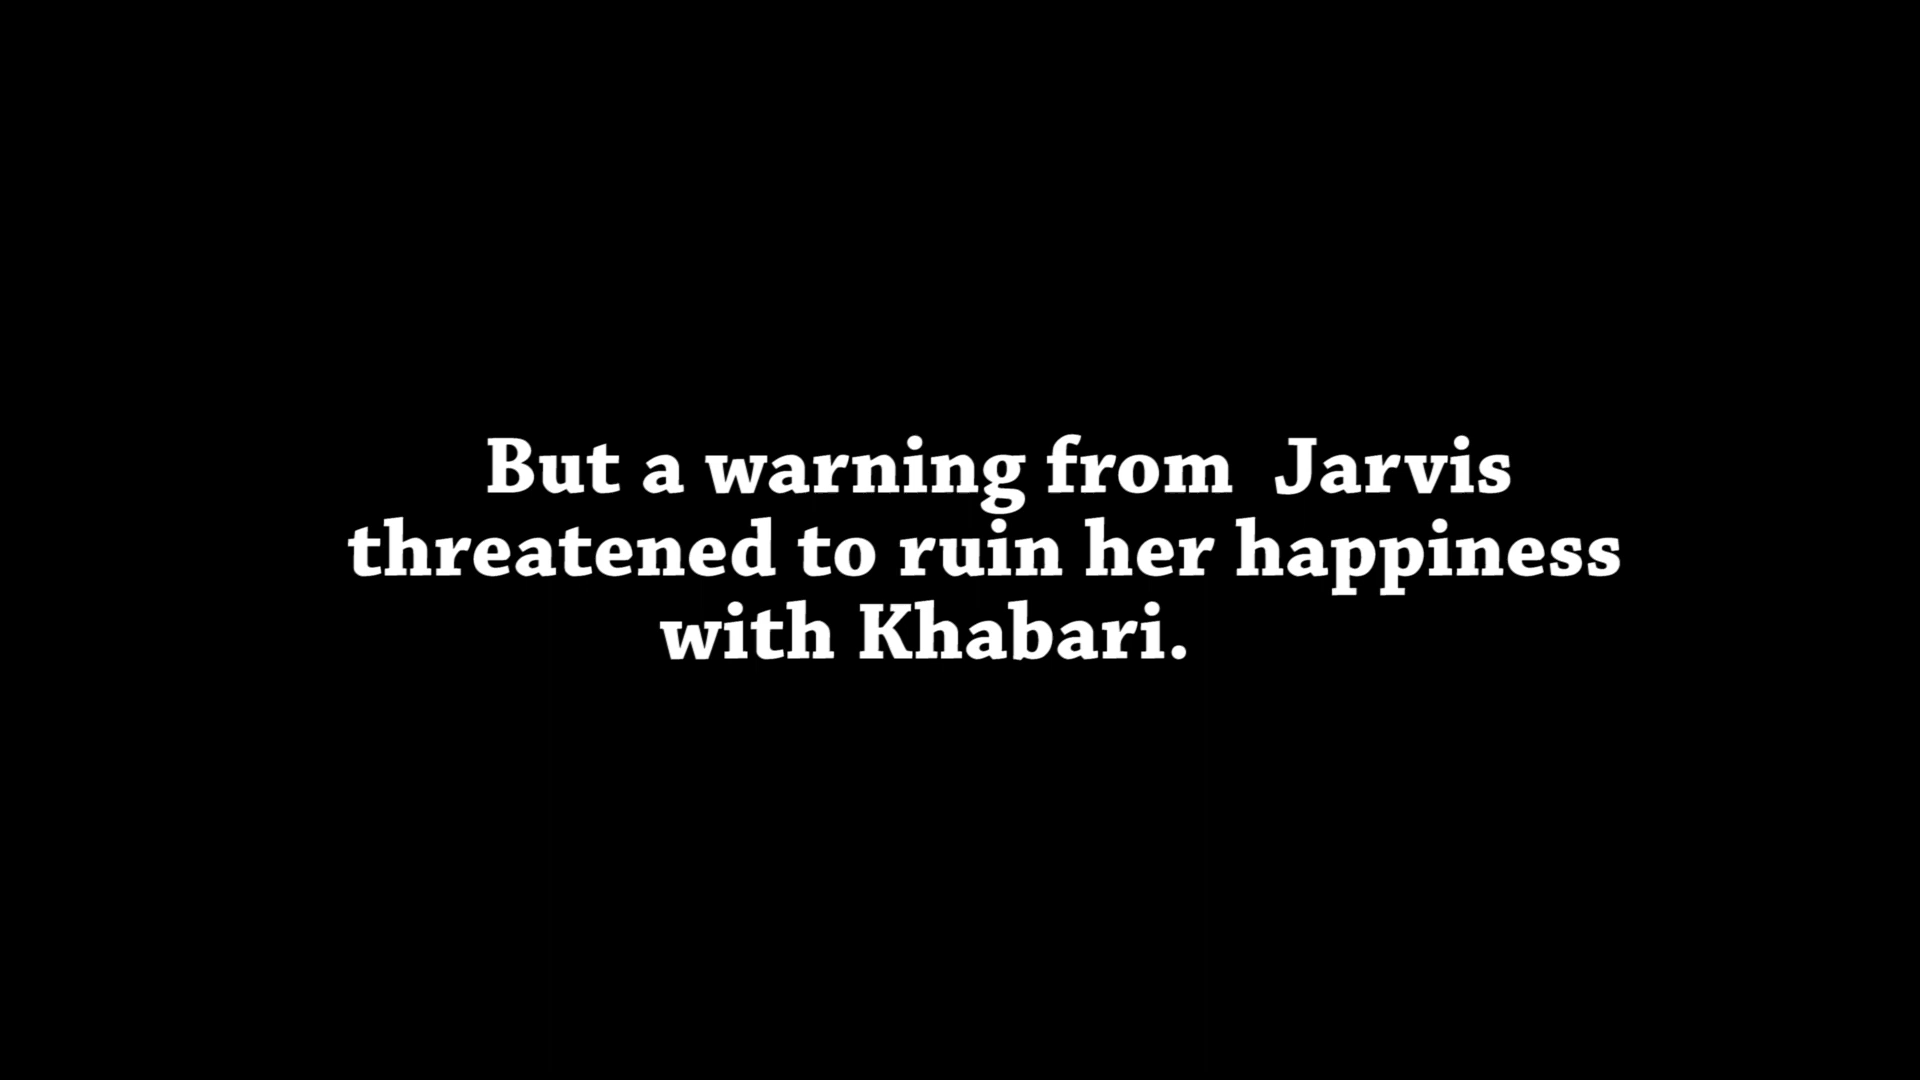 But a warning from  Jarvis
threatened to ruin her happiness
with Khabari.